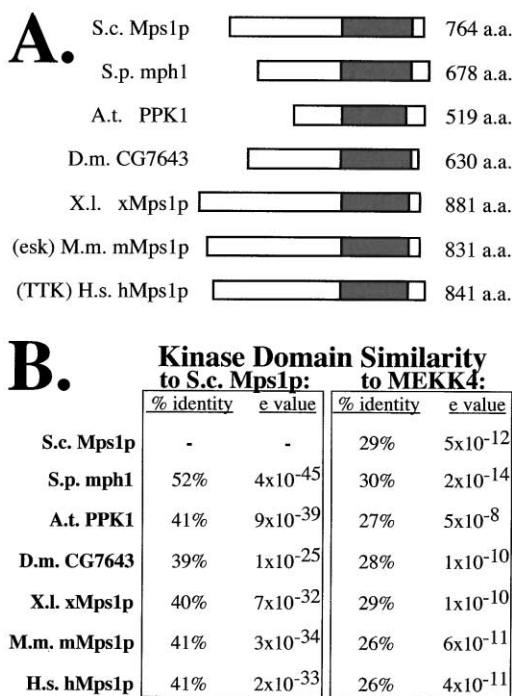 A.
S.c. Mps1p 764 a.a.
S.p. mph1 678 a.a.
A.t. PPK1 519 a.a.
D.m. CG7643 630 a.a.
X.l. xMps1p 881 a.a.
(esk) M.m. mMps1p 831 a.a.
(TTK) H.s. hMps1p 841 a.a.
B.
Kinase Domain Similarity
to S.c. Mps1p: to MEKK4:
% identity e value % identity e value
S.c. Mps1p - - 29% 5x10-12
S.p. mph1 52% 4x10-45 30% 2x10-14
A.t. PPK1 41% 9x10-39 27% 5x10-8
D.m. CG7643 39% 1x10-25 28% 1x10-10
X.l. xMps1p 40% 7x10-32 29% 1x10-10
M.m. mMps1p 41% 3x10-34 26% 6x10-11
H.s. hMps1p 41% 2x10-33 26% 4x10-11